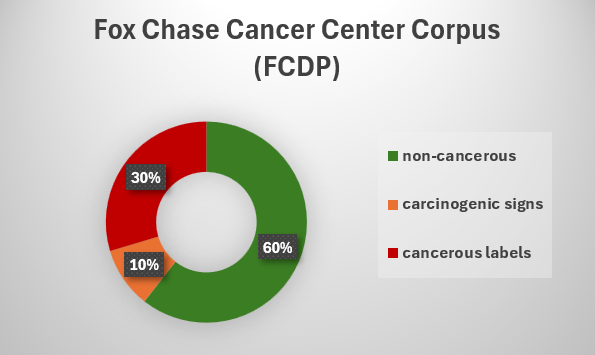 Fox Chase Cancer Center Corpus
(FCDP)
30%
10%
60%
non-cancerous
carcinogenic signs
cancerous labels